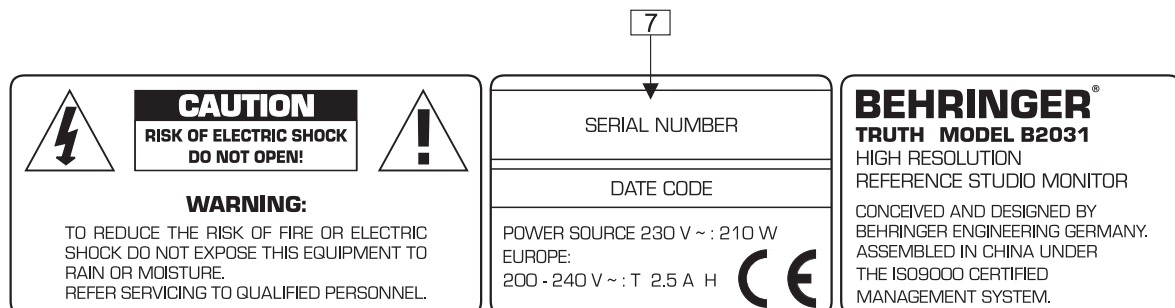 7
CAUTION
RISK OF ELECTRIC SHOCK
DO NOT OPEN!
WARNING:
TO REDUCE THE RISK OF FIRE OR ELECTRIC
SHOCK DO NOT EXPOSE THIS EQUIPMENT TO
RAIN OR MOISTURE.
REFER SERVICING TO QUALIFIED PERSONNEL.
SERIAL NUMBER
DATE CODE
POWER SOURCE 230 V ~ : 210 W
EUROPE:
200 - 240 V ~ : T 2.5 A H
CE
BEHRINGER®
TRUTH MODEL B2031
HIGH RESOLUTION
REFERENCE STUDIO MONITOR
CONCEIVED AND DESIGNED BY
BEHRINGER ENGINEERING GERMANY.
ASSEMBLED IN CHINA UNDER
THE ISO9000 CERTIFIED
MANAGEMENT SYSTEM.